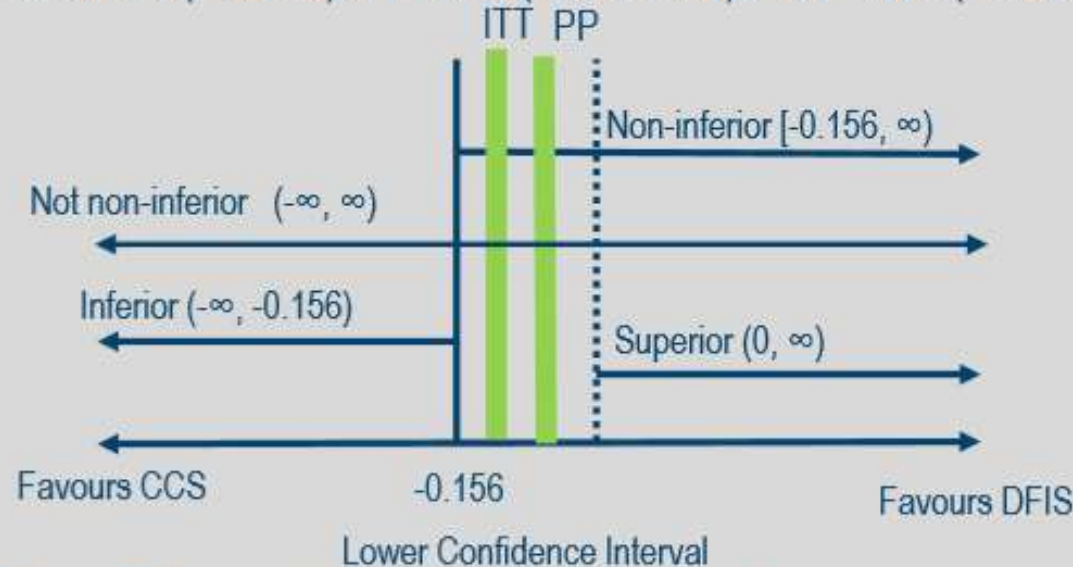 ITT PP
Non-inferior [-0.156, ∞)
Not non-inferior (-∞, ∞)
Inferior (-∞, -0.156)
Superior (0, ∞)
Favours CCS
-0.156
Favours DFIS
Lower Confidence Interval